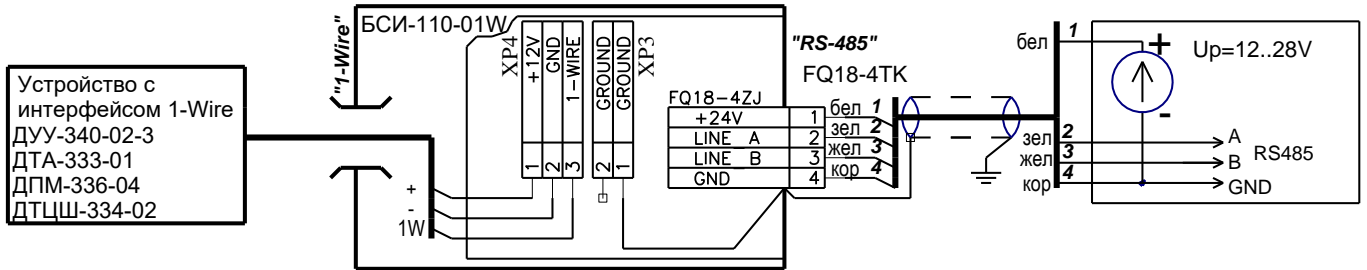 Устройство с
интерфейсом 1-Wire
ДУУ-340-02-3
ДТА-333-01
ДПМ-336-04
ДТЦШ-334-02
"1-Wire"
БСИ-110-01W
+
-
1W
XP4
+12V
GND
1-WIRE
1
2
3
GROUND
GROUND
2
1
XP3
"RS-485"
FQ18-4TK
FQ18-4ZJ
+24V 1 бел 1
LINE_A 2 зел 2
LINE_B 3 жел 3
GND 4 кор 4
бел 1
зел 2
жел 3
кор 4
+
-
Up=12..28V
A
B
RS485
GND